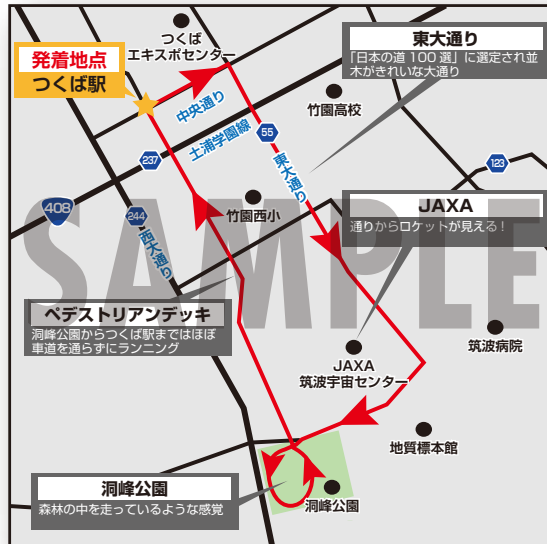 つくば
エキスポセンター
発着地点
つくば駅
東大通り
「日本の道100選」に選定され並
木がきれいな大通り
中央通り
竹園高校
土浦学園線
55
237
東大通り
123
408
244
竹園西小
JAXA
通りからロケットが見える！
西大通り
SAMPLE
ペデストリアンデッキ
洞峰公園からつくば駅まではほぼ
車道を通らずにランニング
筑波病院
JAXA
筑波宇宙センター
地質標本館
洞峰公園
森林の中を走っているような感覚
洞峰公園